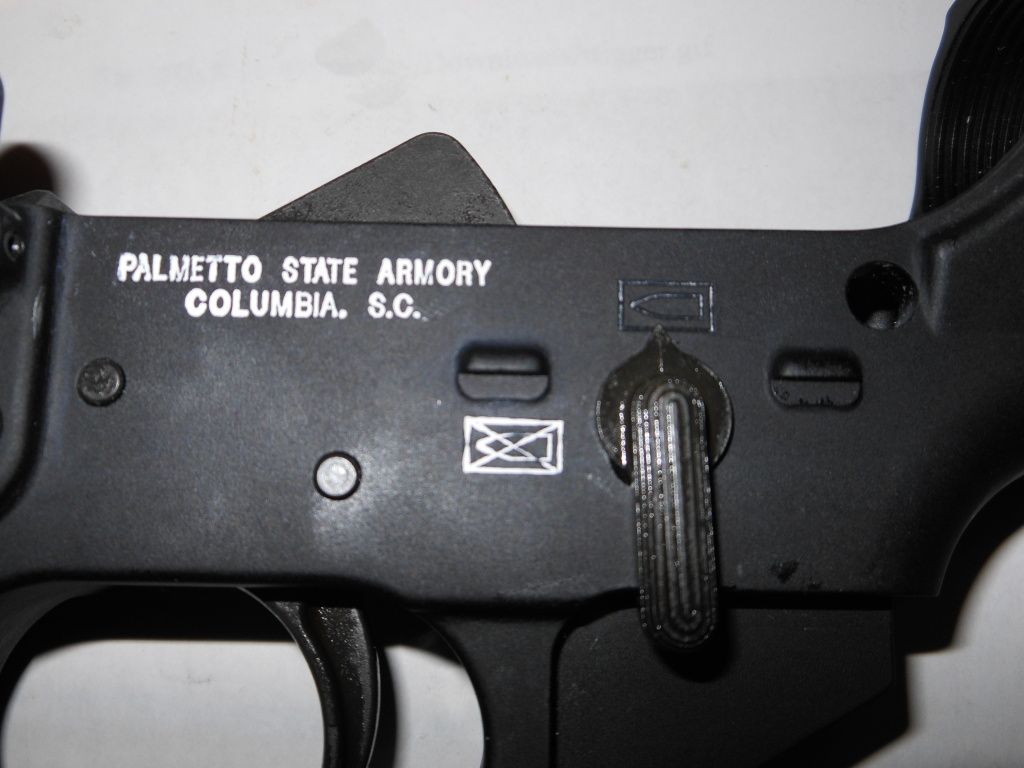 PALMETTO STATE ARMORY
COLUMBIA. S.C.